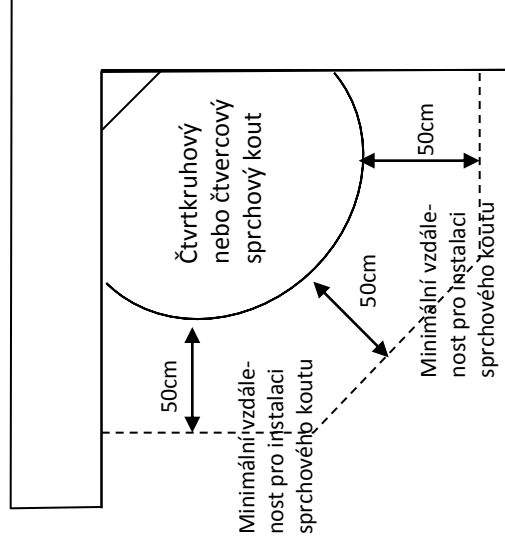 Čtvrtkruhový
nebo čtvercový
sprchový kout
50cm
Minimální vzdále-
nost pro instalaci
sprchového koutu
50cm
50cm
Minimální vzdále-
nost pro instalaci
sprchového koutu